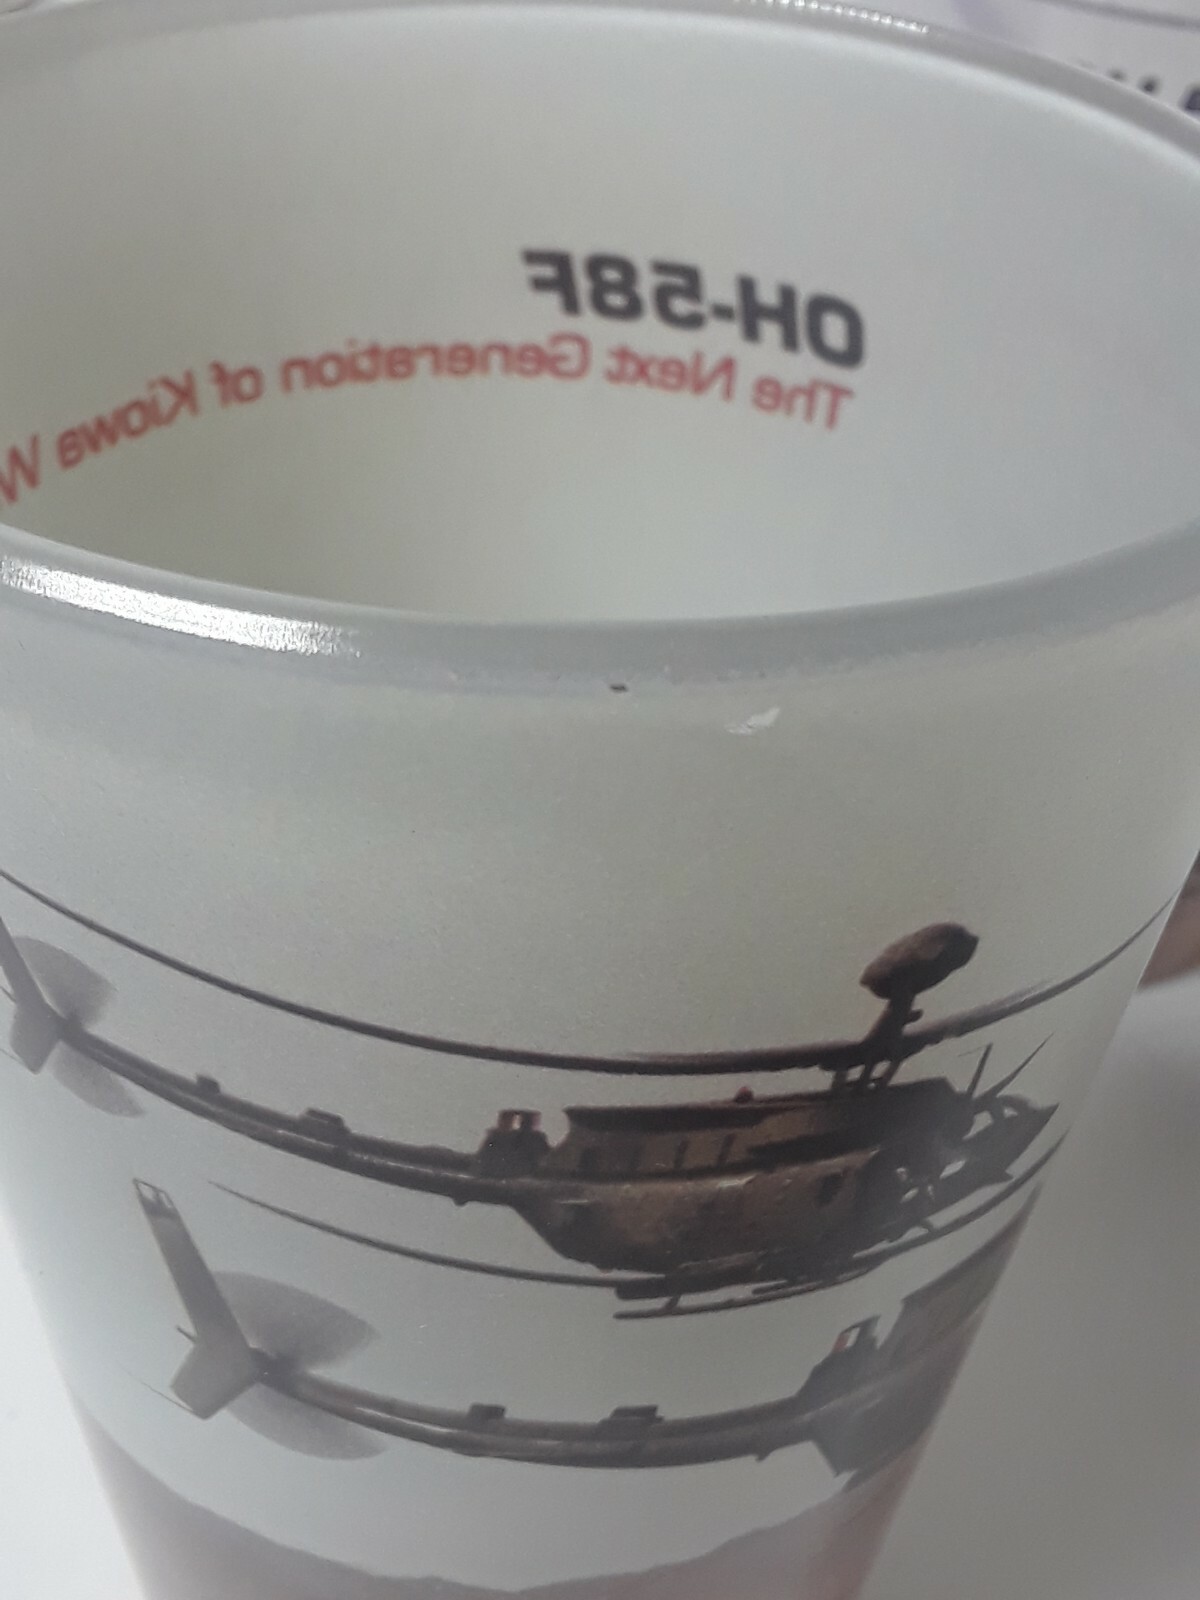 OH-58F
The Next Generation of Kiowa W